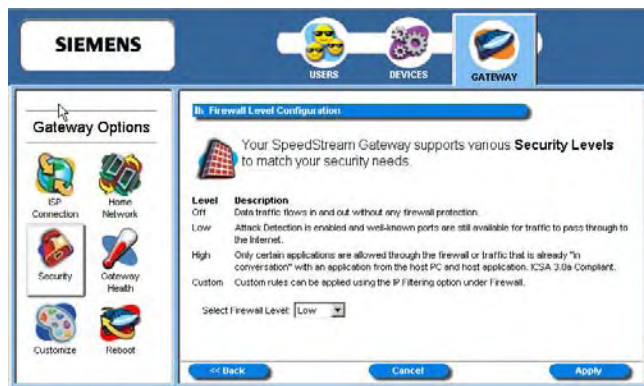 SIEMENS
USERS
DEVICES
GATEWAY
Gateway Options
ISP
Connection
Home
Network
Security
Gateway
Health
Customize
Reboot
Firewall Level Configuration
Your SpeedStream Gateway supports various Security Levels
to match your security needs.
Level Description
Off Data traffic flows in and out without any firewall protection.
Low Attack Detection is enabled and well-known ports are still available for traffic to pass through to
the Internet.
High Only certain applications are allowed through the firewall or traffic that is already "in
conversation" with an application from the host PC and host application. ICSA 3.0a Compliant.
Custom Custom rules can be applied using the IP Filtering option under Firewall.
Select Firewall Level: Low
<< Back
Cancel
Apply